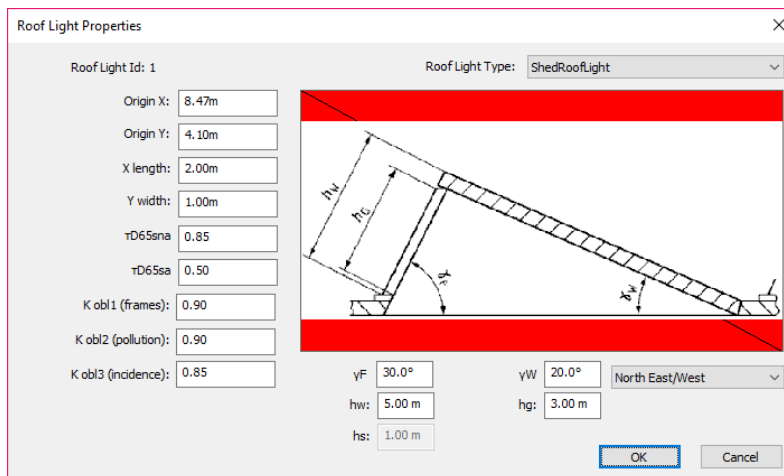 Roof Light Properties
Roof Light Id: 1
Roof Light Type: ShedRoofLight
Origin X: 8.47m
Origin Y: 4.10m
X length: 2.00m
Y width: 1.00m
τD65sna 0.85
τD65sa 0.50
K obl1 (frames): 0.90
K obl2 (pollution): 0.90
K obl3 (incidence): 0.85
hW
hG
γF
γW
γF 30.0° γW 20.0° North East/West
hw: 5.00 m hg: 3.00 m
hs: 1.00 m
OK Cancel